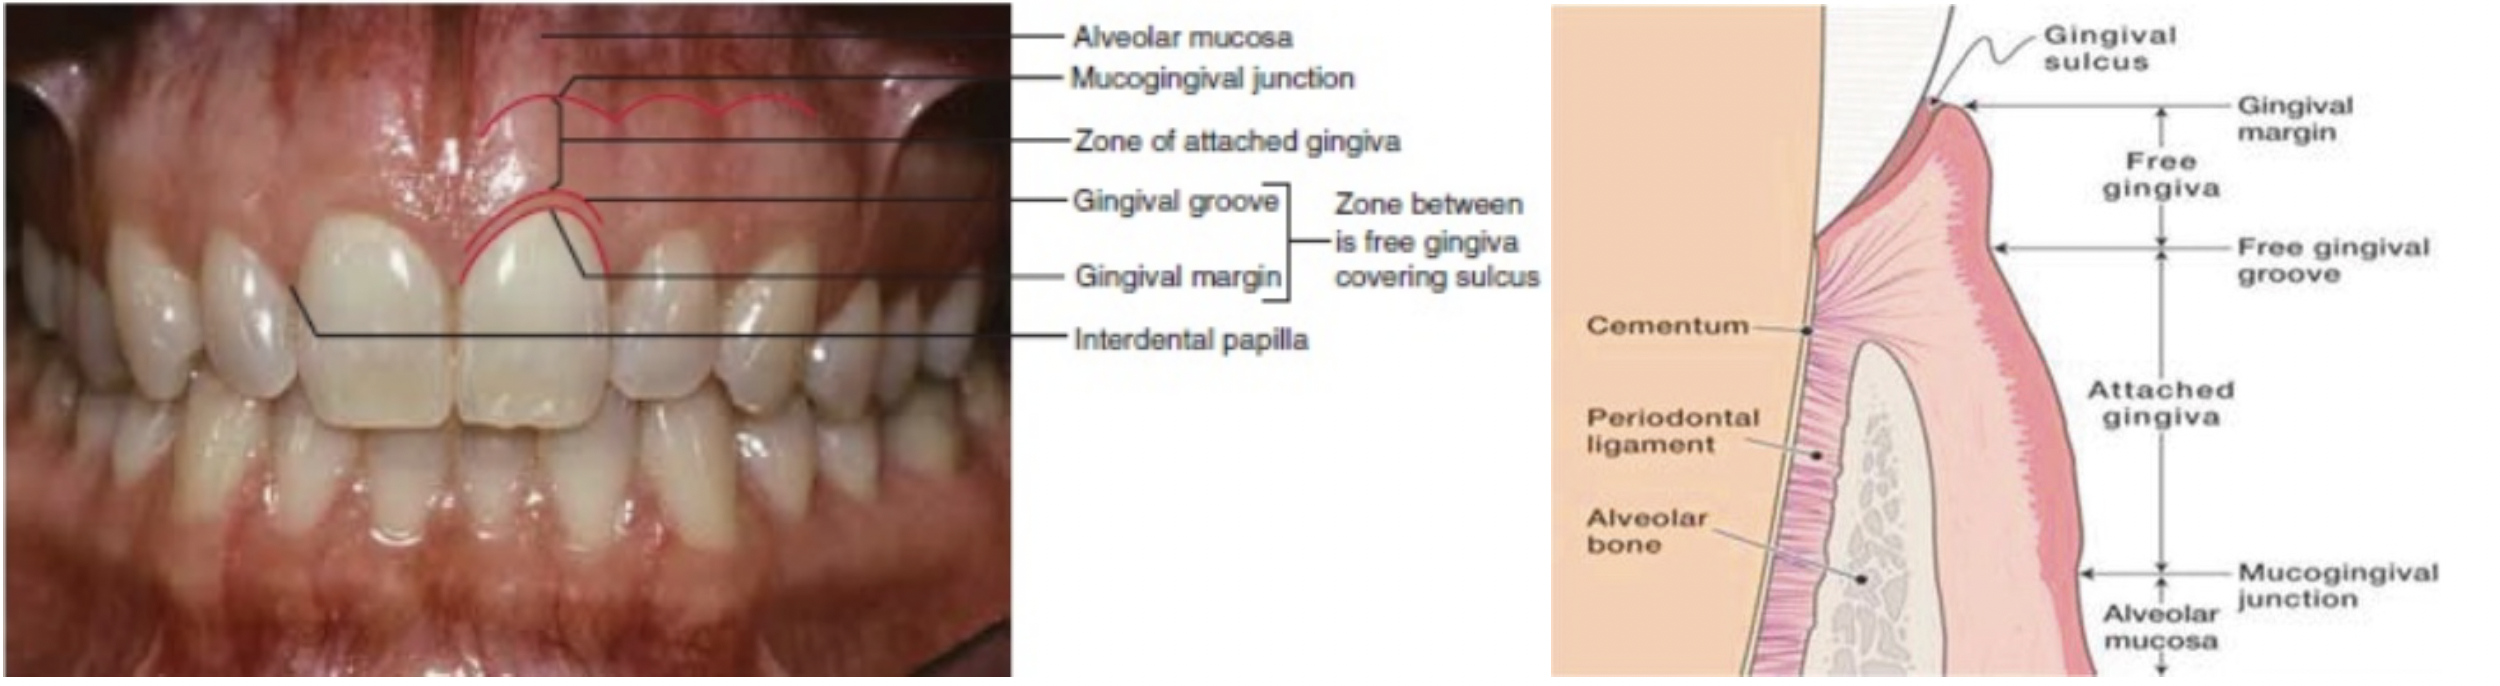 Alveolar mucosa
Mucogingival junction
Zone of attached gingiva
Gingival groove
Gingival margin
Interdental papilla
Zone between
is free gingiva
covering sulcus
Gingival
sulcus
Gingival
margin
Free
gingiva
Free gingival
groove
Cementum
Attached
gingiva
Periodontal
ligament
Alveolar
bone
Mucogingival
junction
Alveolar
mucosa